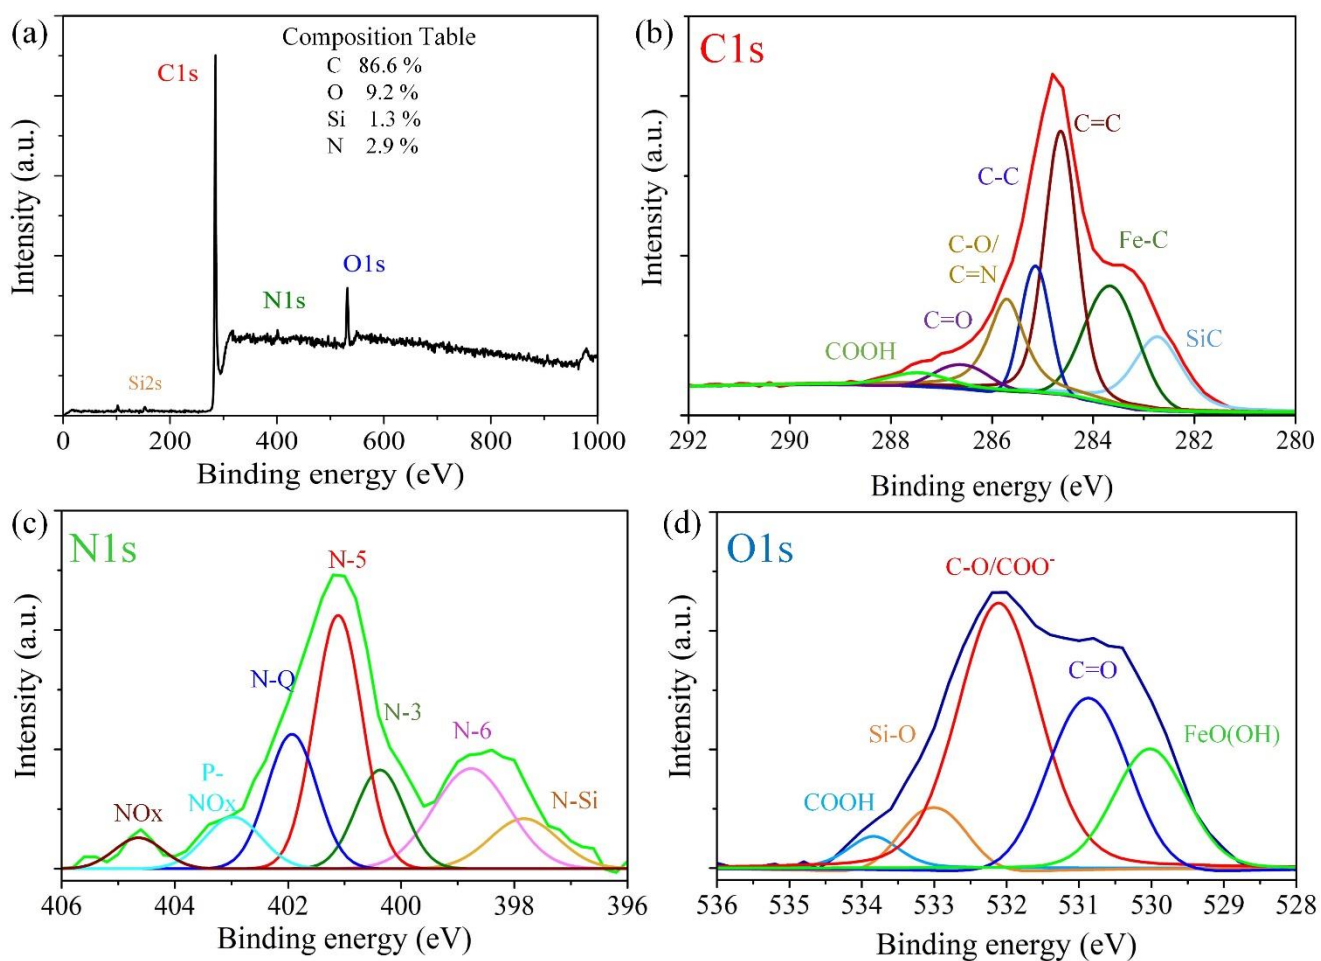 (a)
Composition Table
C 86.6 %
O 9.2 %
Si 1.3 %
N 2.9 %
C1s
O1s
N1s
Si2s
Intensity (a.u.)
0 200 400 600 800 1000
Binding energy (eV)
(b)
C1s
C=C
C-C
C-O/
C=N
Fe-C
C=O
COOH
SiC
Intensity (a.u.)
292 290 288 286 284 282 280
Binding energy (eV)
(c)
N1s
N-5
N-Q
N-3
N-6
P-
NOx
NOx
N-Si
Intensity (a.u.)
406 404 402 400 398 396
Binding energy (eV)
(d)
O1s
C-O/COO-
C=O
Si-O
FeO(OH)
COOH
Intensity (a.u.)
536 535 534 533 532 531 530 529 528
Binding energy (eV)